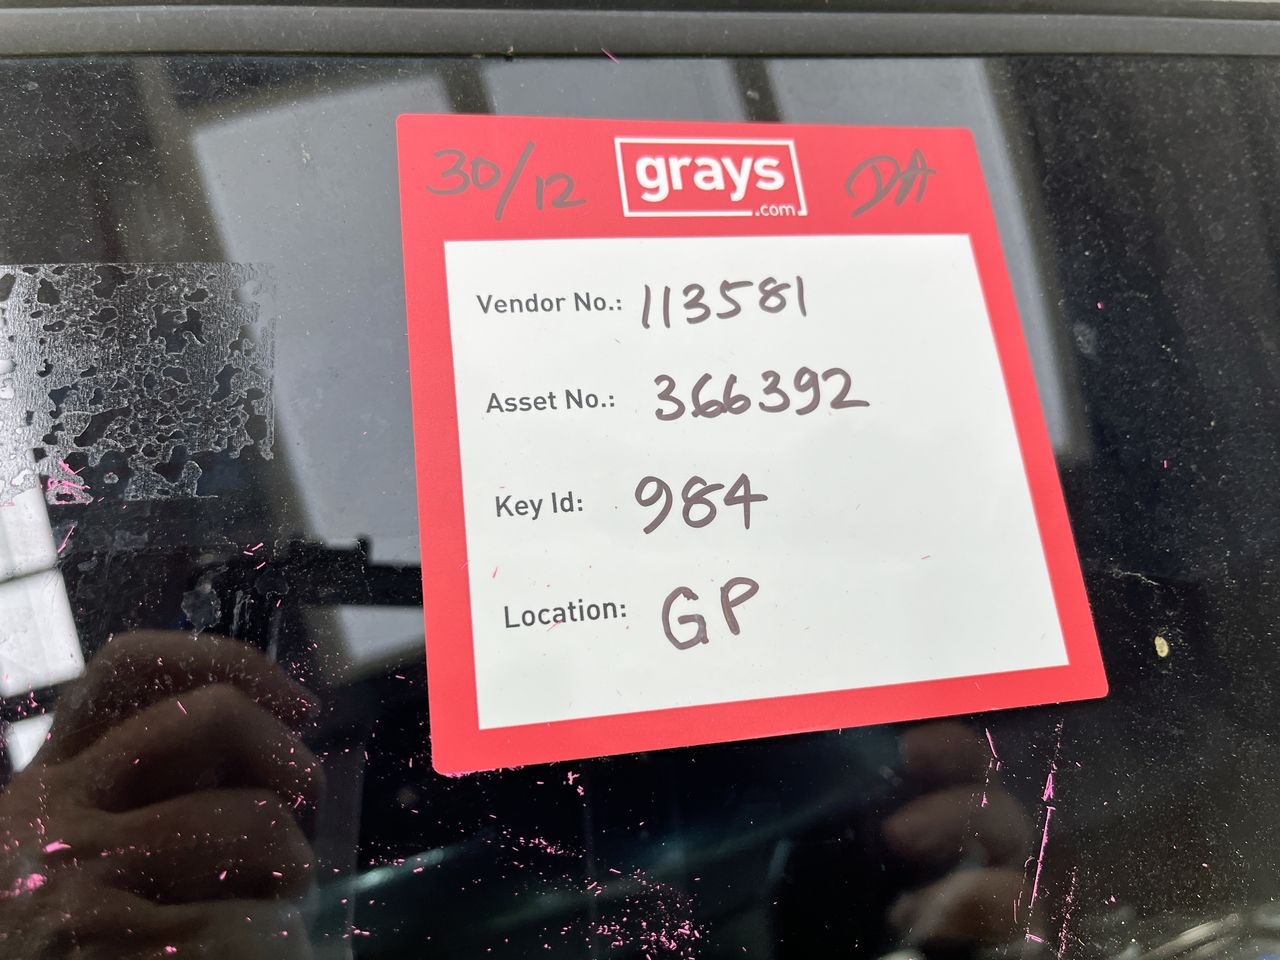 30/12 grays DA
.com
Vendor No.: 113581
Asset No.: 366392
Key Id: 984
Location: GP